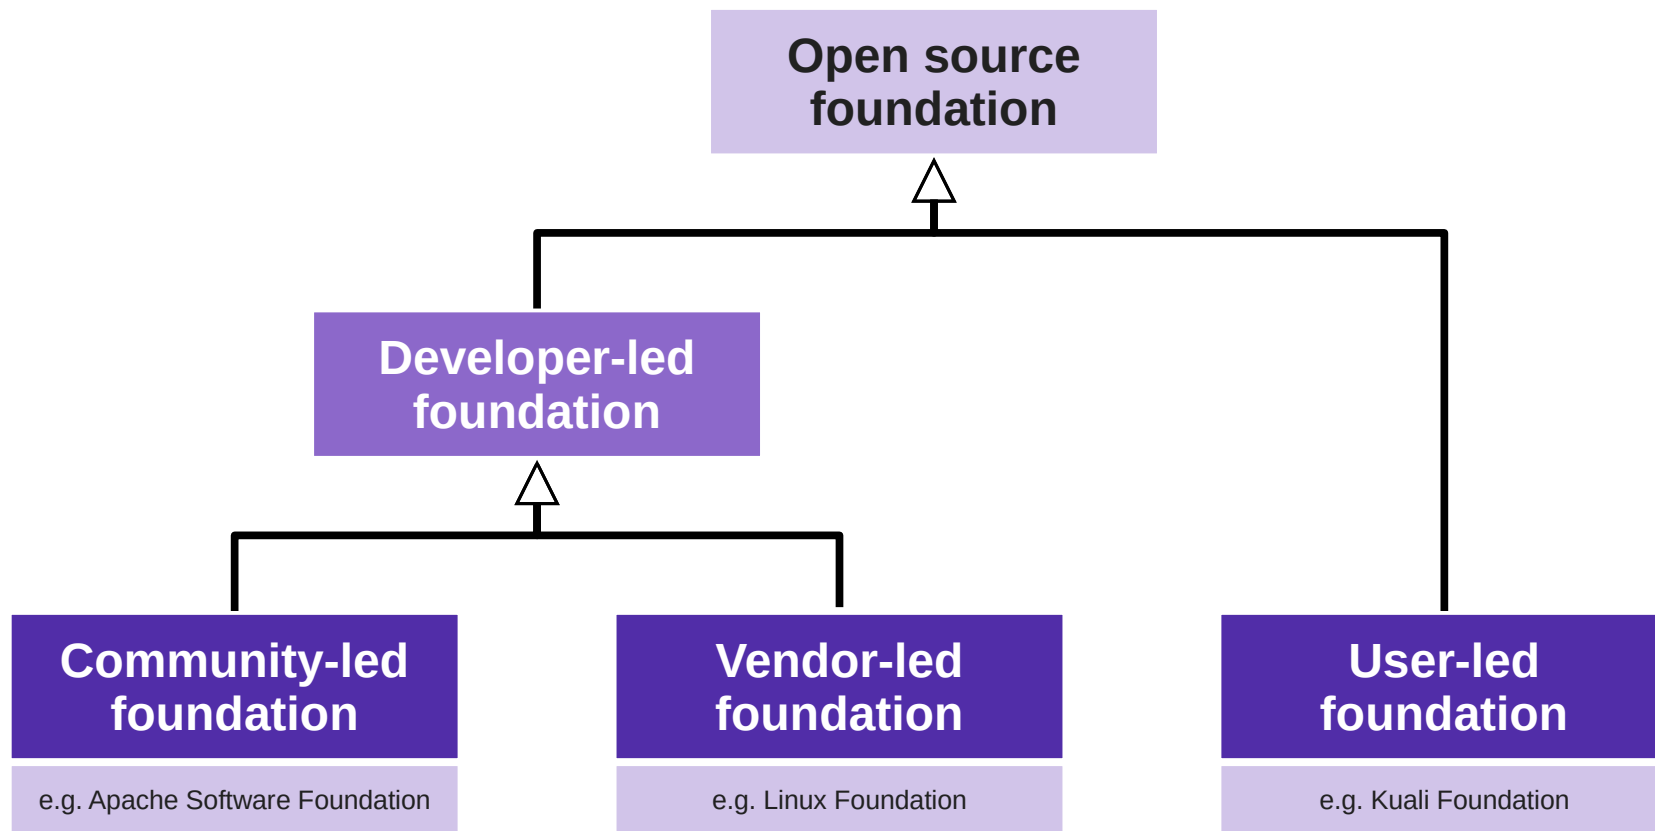 Open source
foundation
Developer-led
foundation
Community-led
foundation
Vendor-led
foundation
User-led
foundation
e.g. Apache Software Foundation
e.g. Linux Foundation
e.g. Kuali Foundation